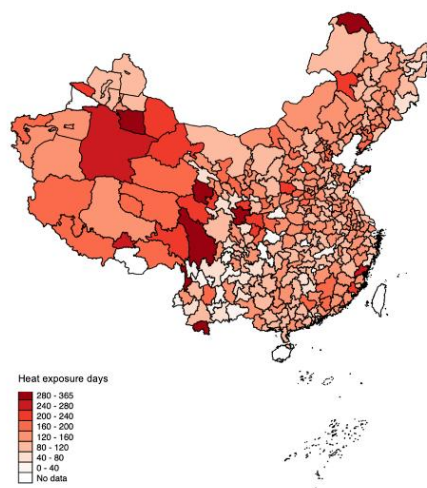 Heat exposure days
280 - 365
240 - 280
200 - 240
160 - 200
120 - 160
80 - 120
40 - 80
0 - 40
No data